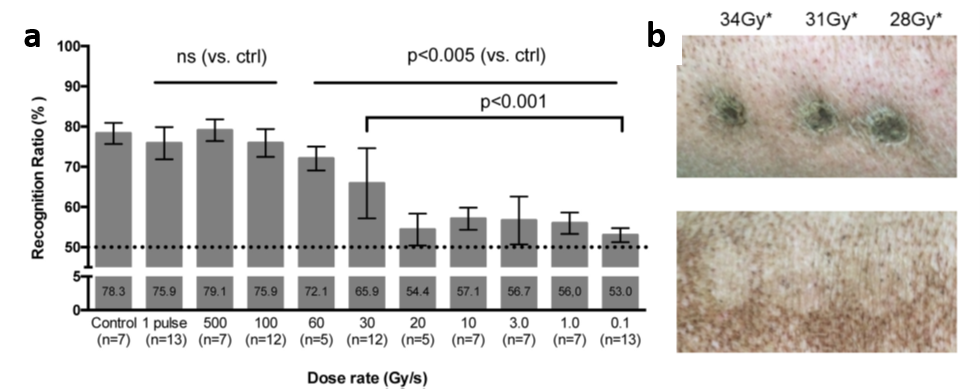 a
ns (vs. ctrl)
p<0.005 (vs. ctrl)
p<0.001
Recognition Ratio (%)
100
90
80
70
60
50
5
0
78.3 75.9 79.1 75.9 72.1 65.9 54.4 57.1 56.7 56,0 53.0
Control 1 pulse 500 100 60 30 20 10 3.0 1.0 0.1
(n=7) (n=13) (n=7) (n=12) (n=5) (n=12) (n=5) (n=7) (n=7) (n=7) (n=13)
Dose rate (Gy/s)
b
34Gy* 31Gy* 28Gy*